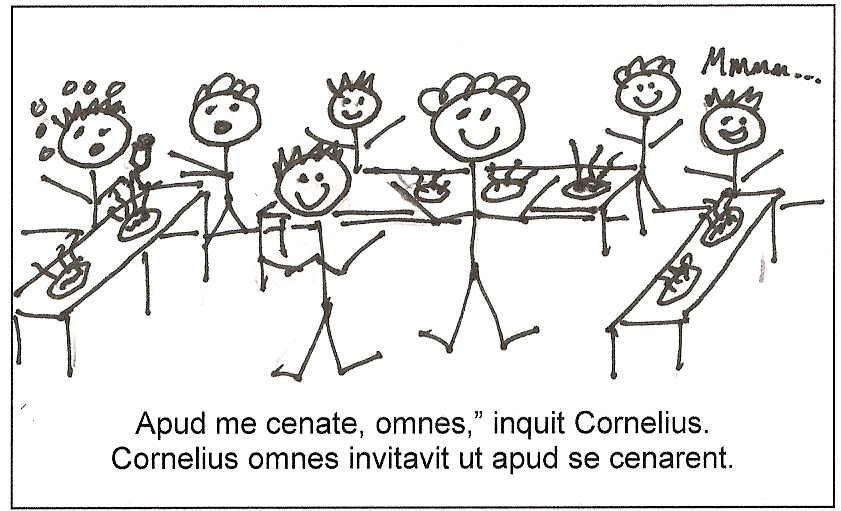 Mmmm...
Apud me cenate, omnes,” inquit Cornelius.
Cornelius omnes invitavit ut apud se cenarent.